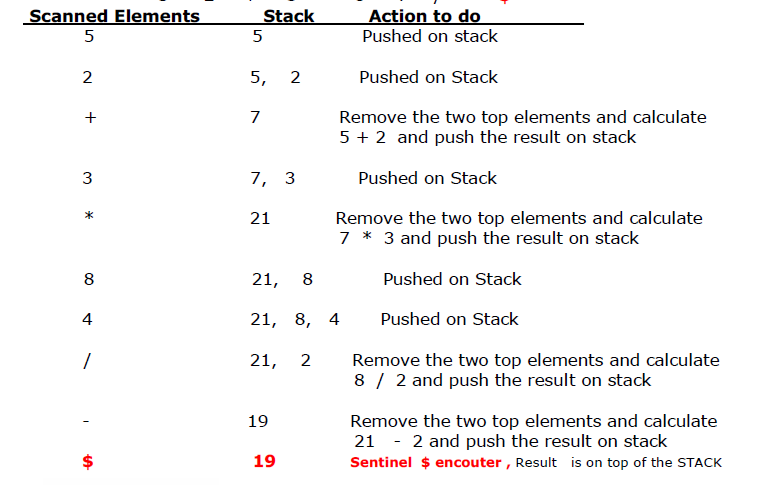 Scanned Elements Stack Action to do
5 5 Pushed on stack
2 5, 2 Pushed on Stack
+ 7 Remove the two top elements and calculate
5 + 2 and push the result on stack
3 7, 3 Pushed on Stack
* 21 Remove the two top elements and calculate
7 * 3 and push the result on stack
8 21, 8 Pushed on Stack
4 21, 8, 4 Pushed on Stack
/ 21, 2 Remove the two top elements and calculate
8 / 2 and push the result on stack
- 19 Remove the two top elements and calculate
21 - 2 and push the result on stack
$ 19 Sentinel $ encouter , Result is on top of the STACK